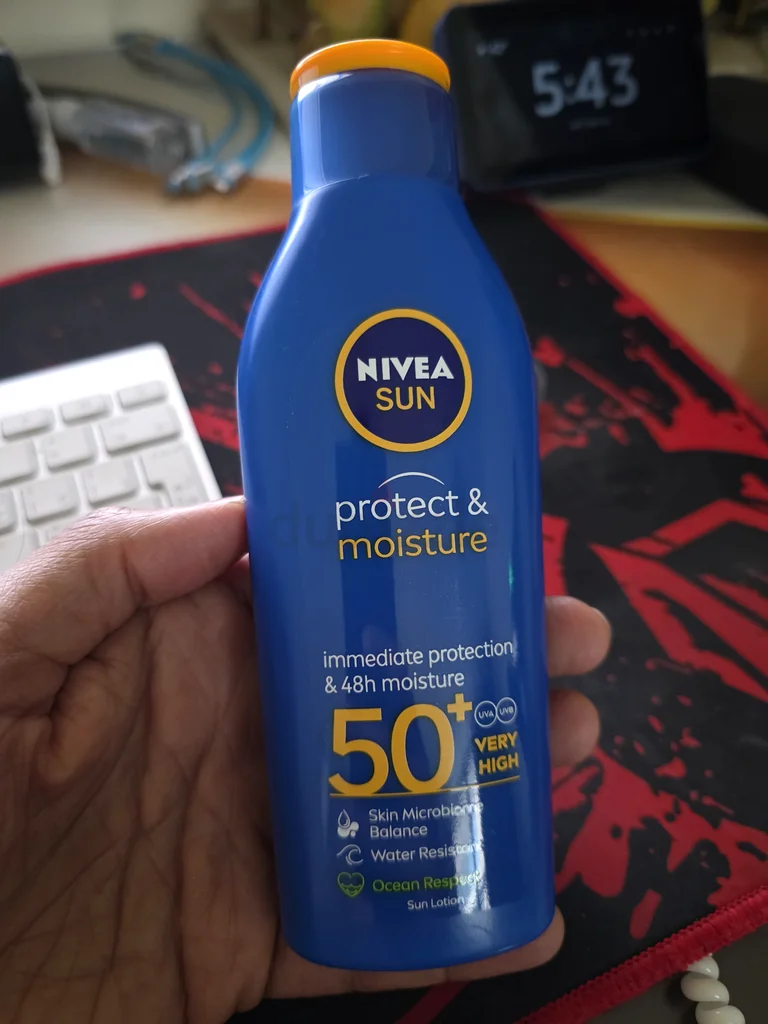 5:43
NIVEA
SUN
protect &
moisture
immediate protection
& 48h moisture
50+
UVA UVB
VERY
HIGH
Skin Microbiome
Balance
Water Resistant
Ocean Respect
Sun Lotion